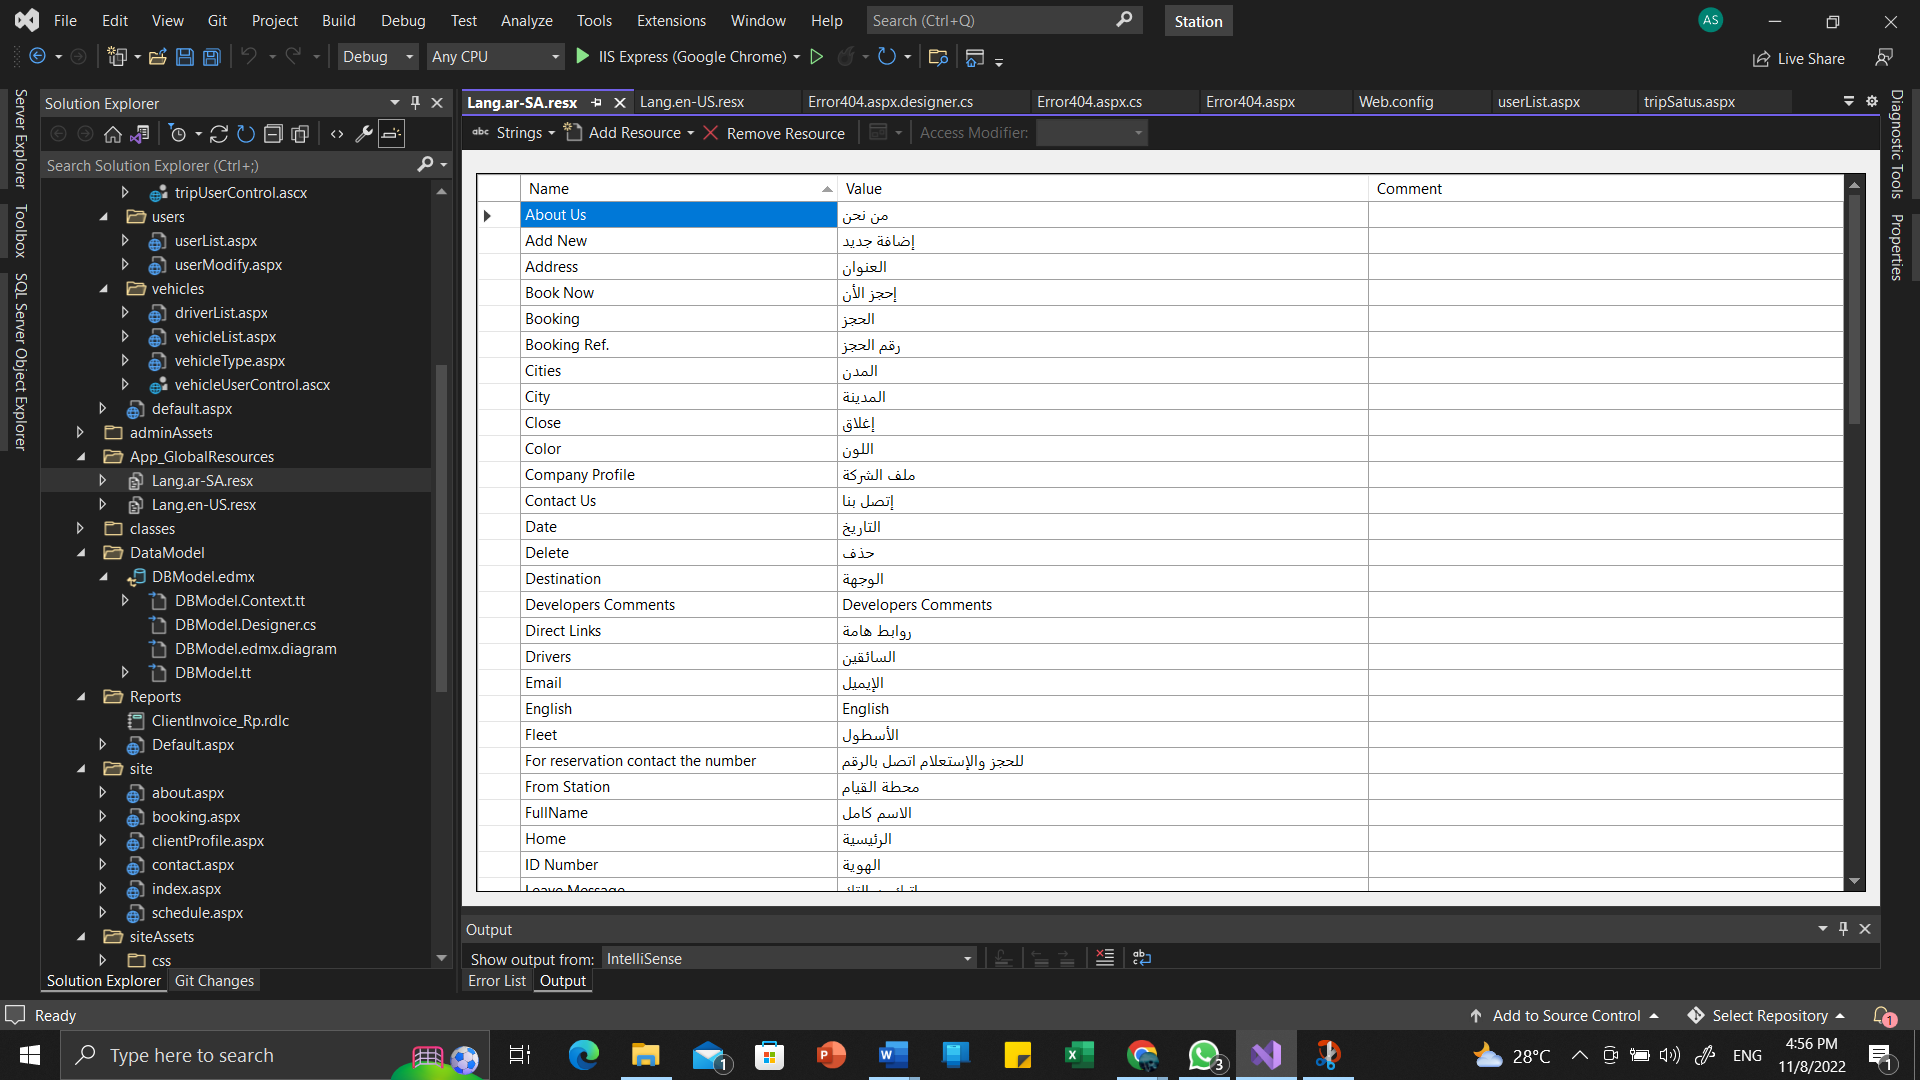 File Edit View Git Project Build Debug Test Analyze Tools Extensions Window Help Search (Ctrl+Q) Station AS
Debug Any CPU IIS Express (Google Chrome) Live Share
Server Explorer
Toolbox
SQL Server Object Explorer
Solution Explorer
Search Solution Explorer (Ctrl+;)
tripUserControl.ascx
users
userList.aspx
userModify.aspx
vehicles
driverList.aspx
vehicleList.aspx
vehicleType.aspx
vehicleUserControl.ascx
default.aspx
adminAssets
App_GlobalResources
Lang.ar-SA.resx
Lang.en-US.resx
classes
DataModel
DBModel.edmx
DBModel.Context.tt
DBModel.Designer.cs
DBModel.edmx.diagram
DBModel.tt
Reports
ClientInvoice_Rp.rdlc
Default.aspx
site
about.aspx
booking.aspx
clientProfile.aspx
contact.aspx
index.aspx
schedule.aspx
siteAssets
css
Solution Explorer Git Changes
Lang.ar-SA.resx Lang.en-US.resx Error404.aspx.designer.cs Error404.aspx.cs Error404.aspx Web.config userList.aspx tripSatus.aspx
abc Strings Add Resource Remove Resource Access Modifier:
Name Value Comment
About Us من نحن
Add New إضافة جديد
Address العنوان
Book Now إحجز الأن
Booking الحجز
Booking Ref. رقم الحجز
Cities المدن
City المدينة
Close إغلاق
Color اللون
Company Profile ملف الشركة
Contact Us إتصل بنا
Date التاريخ
Delete حذف
Destination الوجهة
Developers Comments Developers Comments
Direct Links روابط هامة
Drivers السائقين
Email الإيميل
English English
Fleet الأسطول
For reservation contact the number للحجز والإستعلام اتصل بالرقم
From Station محطة القيام
FullName الاسم كامل
Home الرئيسية
ID Number الهوية
Leave Message
Output
Show output from: IntelliSense
Error List Output
Diagnostic Tools
Properties
Ready Add to Source Control Select Repository 1
Type here to search 1 3 28°C ENG 4:56 PM
11/8/2022 1